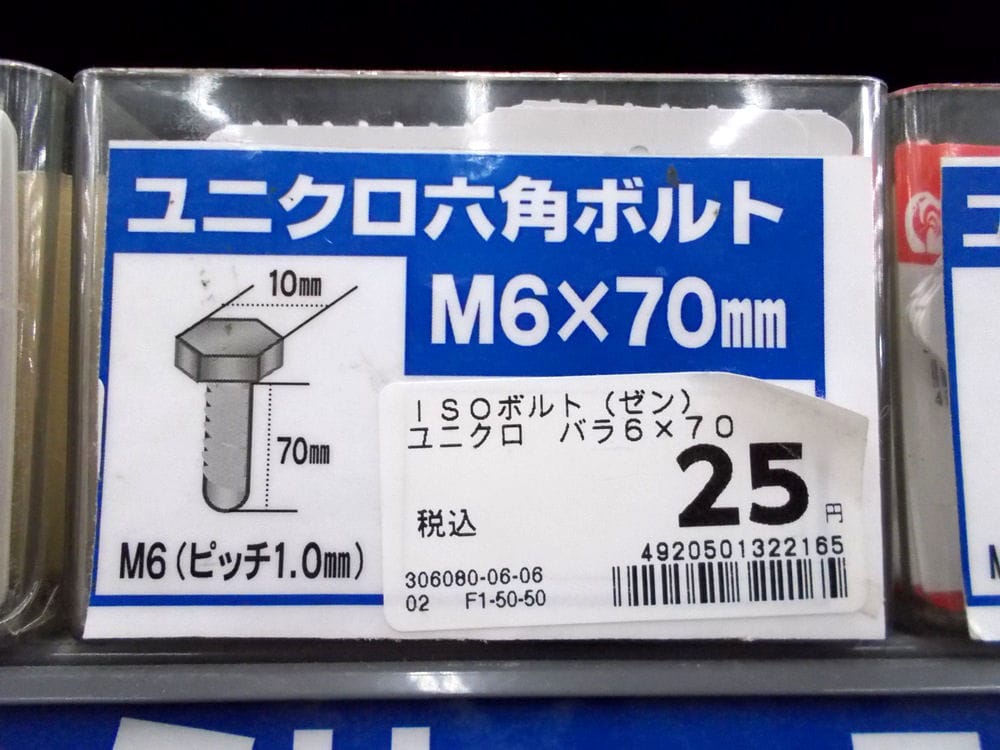 ユニクロ六角ボルト
M6×70mm
10mm
70mm
M6(ピッチ1.0mm)
ISOボルト(ゼン)
ユニクロ バラ6×70
25円
税込
4920501322165
306080-06-06
02 F1-50-50